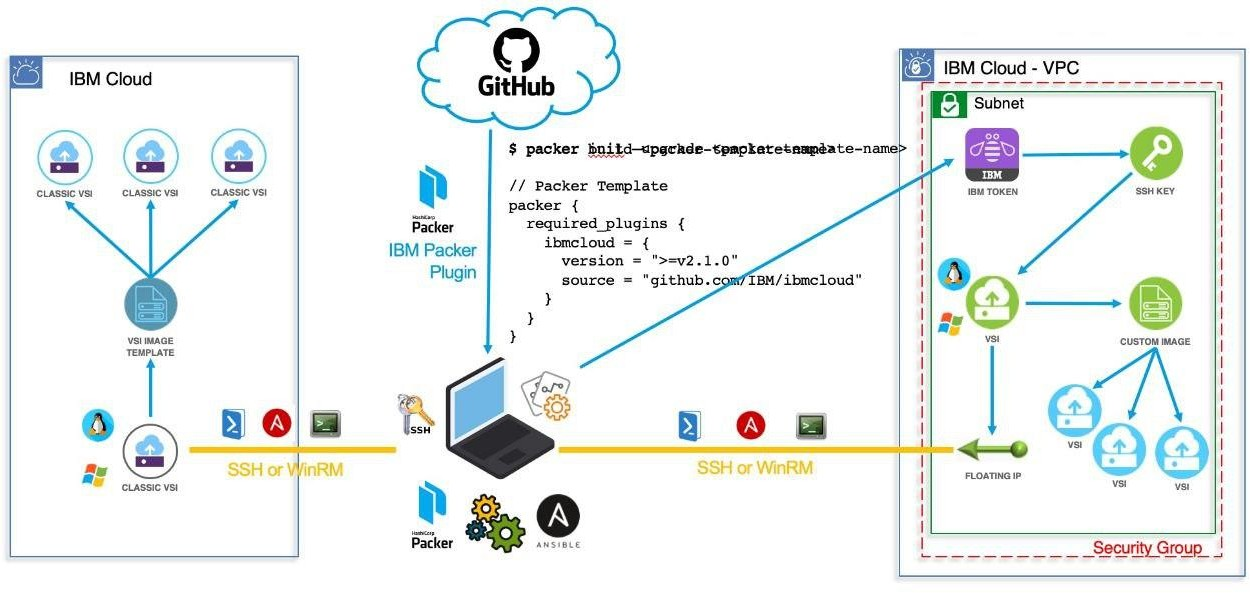 GitHub
IBM Cloud
CLASSIC VSI
CLASSIC VSI
CLASSIC VSI
VSI IMAGE
TEMPLATE
CLASSIC VSI
SSH or WinRM
HashiCorp
Packer
IBM Packer
Plugin
$ packer
// Packer Template
packer {
required_plugins {
ibmcloud = {
version = ">=v2.1.0"
source = "github.com/IBM/ibmcloud"
}
}
}
SSH
HashiCorp
Packer
A
ANSIBLE
SSH or WinRM
IBM Cloud - VPC
Subnet
IBM
IBM TOKEN
SSH KEY
VSI
CUSTOM IMAGE
FLOATING IP
VSI
VSI
VSI
Security Group